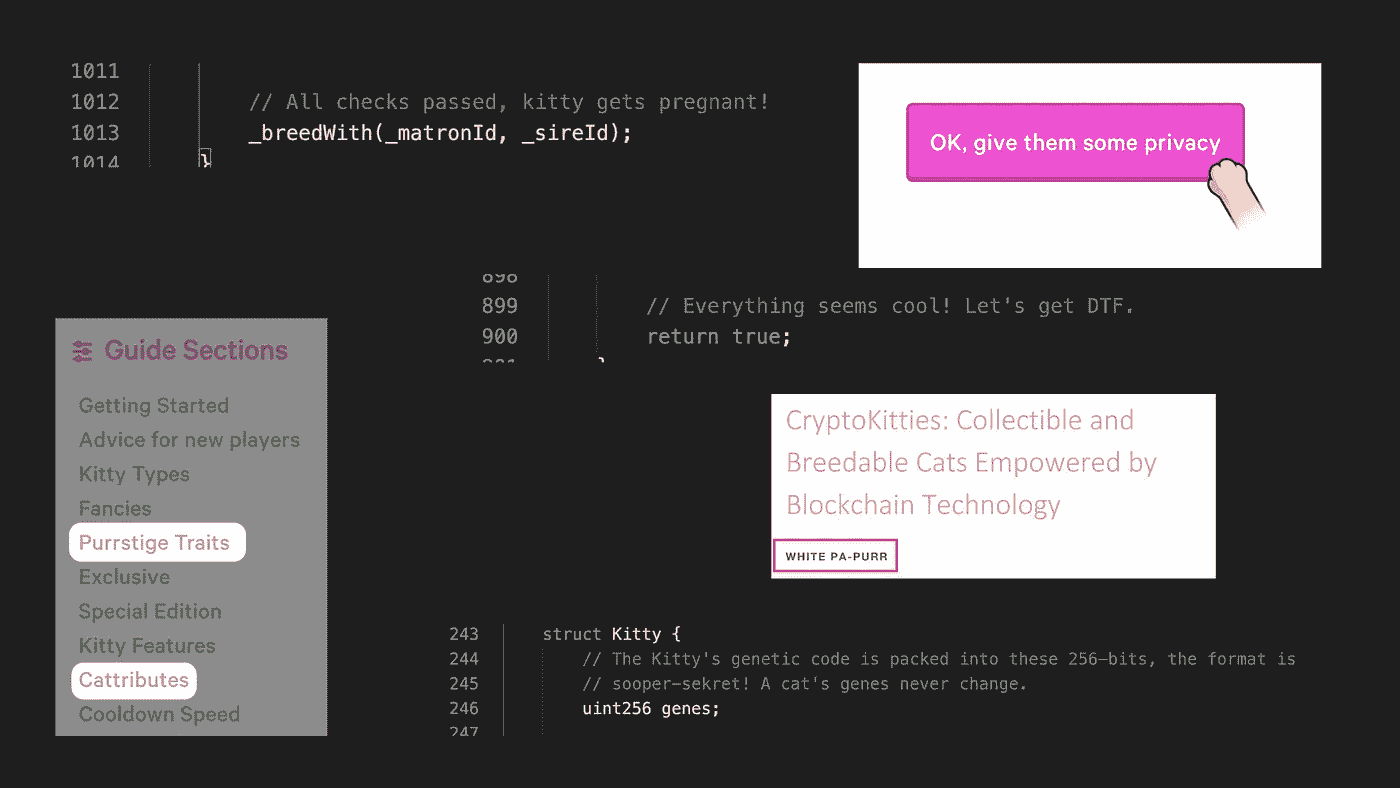 1011
1012 // All checks passed, kitty gets pregnant!
1013 _breedWith(_matronId, _sireId);
1014 }
OK, give them some privacy
898
899 // Everything seems cool! Let's get DTF.
900 return true;
901 }
Guide Sections
Getting Started
Advice for new players
Kitty Types
Fancies
Purrstige Traits
Exclusive
Special Edition
Kitty Features
Cattributes
Cooldown Speed
CryptoKitties: Collectible and
Breedable Cats Empowered by
Blockchain Technology
WHITE PA-PURR
243 struct Kitty {
244 // The Kitty's genetic code is packed into these 256-bits, the format is
245 // sooper-sekret! A cat's genes never change.
246 uint256 genes;
247